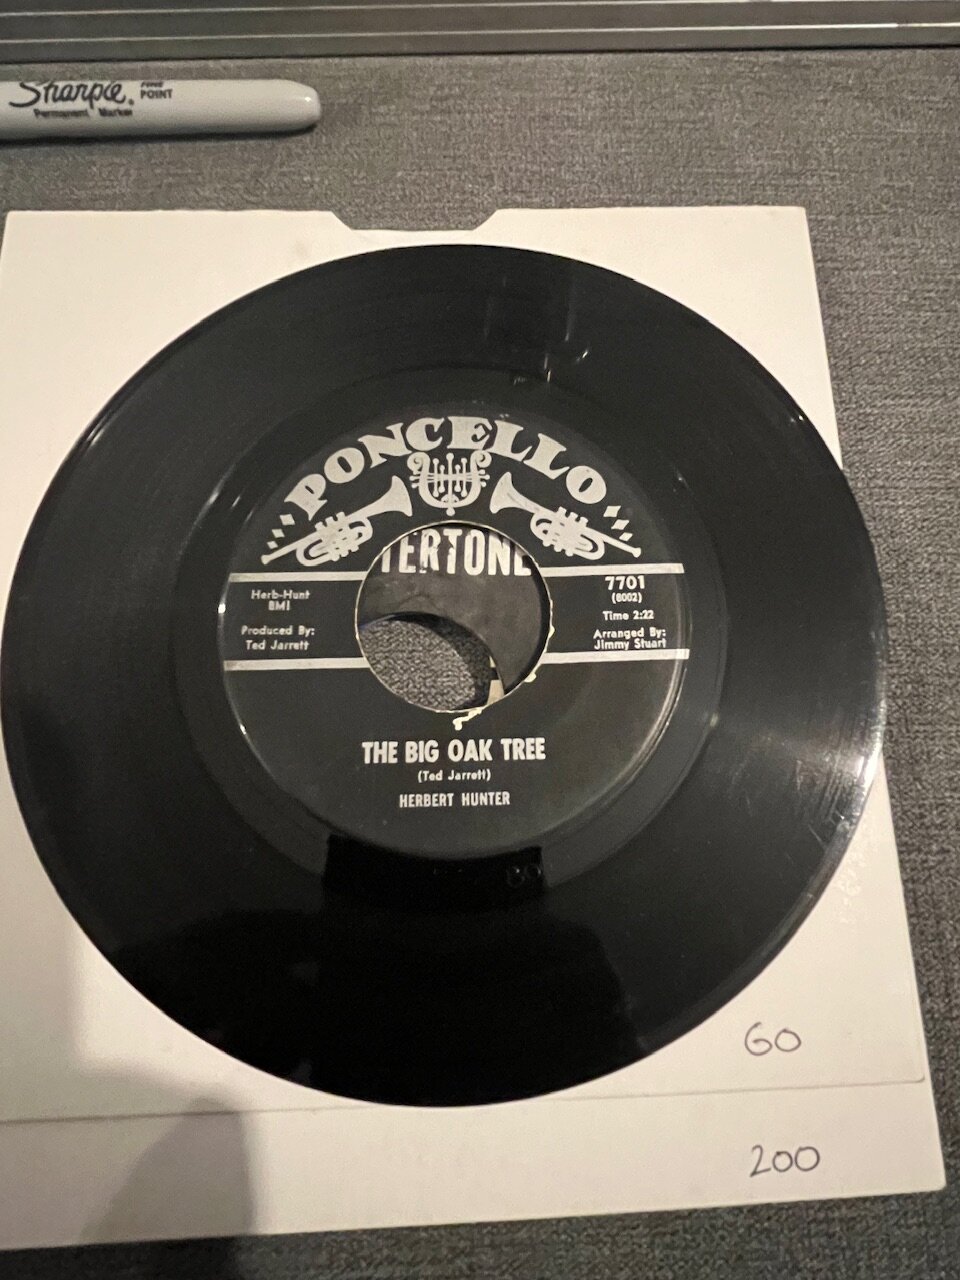 Sharpie. FINE POINT
Permanent Marker
PONCELLO
TERTONE
Herb-Hunt
BMI
Produced By:
Ted Jarrett
7701
(8002)
Time 2:22
Arranged By:
Jimmy Stuart
THE BIG OAK TREE
(Ted Jarrett)
HERBERT HUNTER
60
200